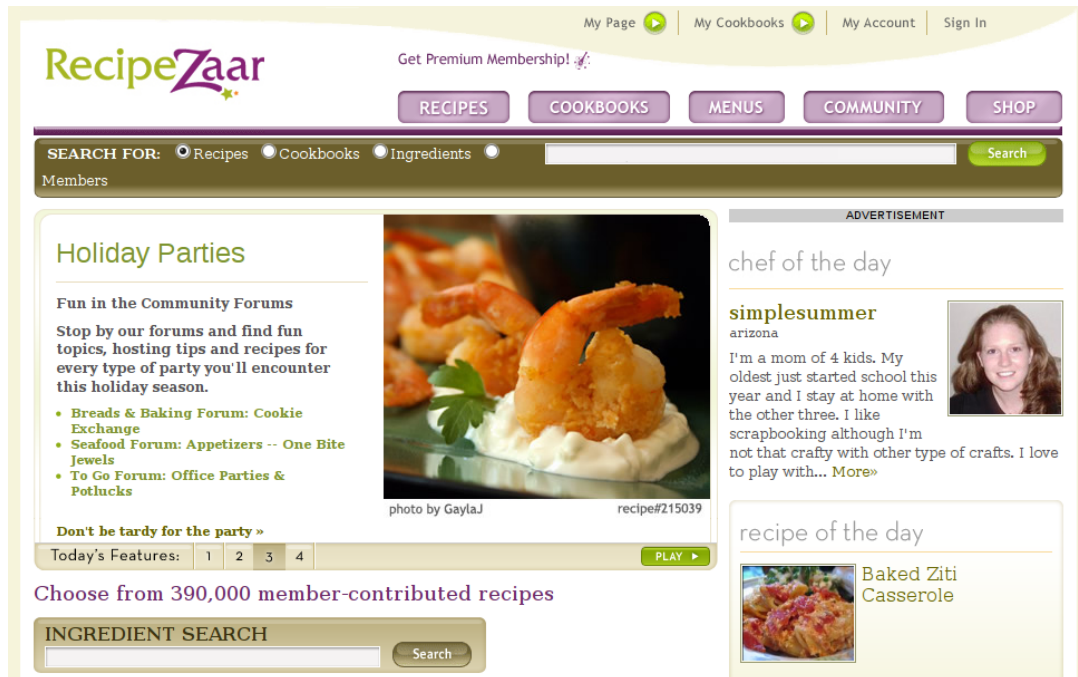 My Page
My Cookbooks
My Account
Sign In
RecipeZaar
Get Premium Membership!
RECIPES
COOKBOOKS
MENUS
COMMUNITY
SHOP
SEARCH FOR: Recipes Cookbooks Ingredients
Members
Search
Holiday Parties
Fun in the Community Forums
Stop by our forums and find fun
topics, hosting tips and recipes for
every type of party you'll encounter
this holiday season.
• Breads & Baking Forum: Cookie
Exchange
• Seafood Forum: Appetizers -- One Bite
Jewels
• To Go Forum: Office Parties &
Potlucks
Don't be tardy for the party »
photo by GaylaJ
recipe#215039
Today's Features: 1 2 3 4
PLAY
ADVERTISEMENT
chef of the day
simplesummer
arizona
I'm a mom of 4 kids. My
oldest just started school this
year and I stay at home with
the other three. I like
scrapbooking although I'm
not that crafty with other type of crafts. I love
to play with... More»
recipe of the day
Baked Ziti
Casserole
Choose from 390,000 member-contributed recipes
INGREDIENT SEARCH
Search